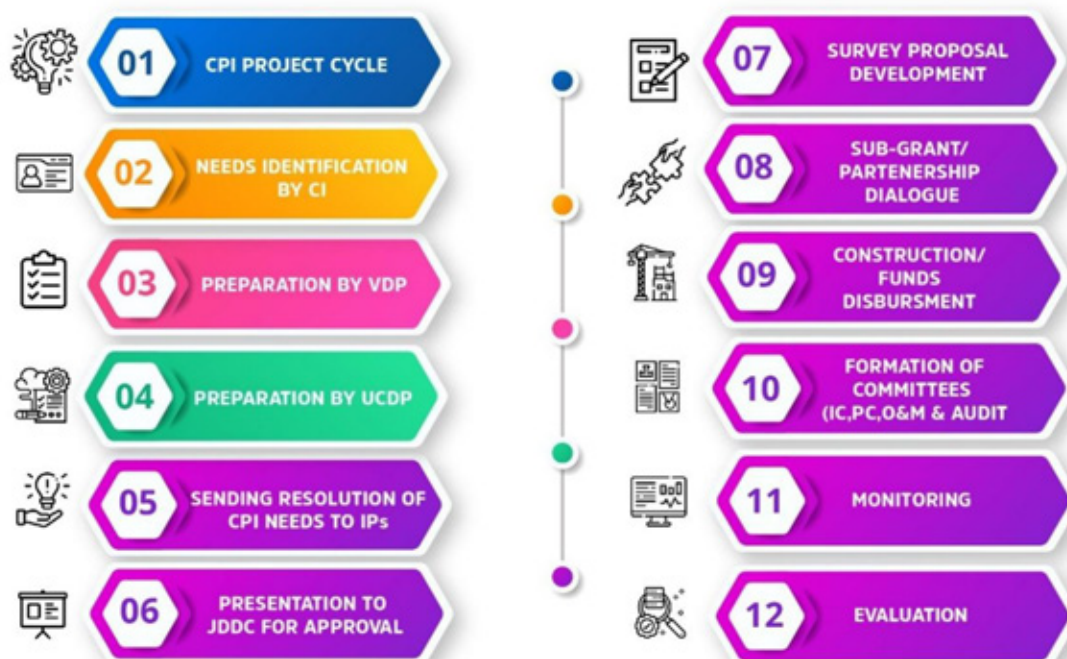 01
CPI PROJECT CYCLE
02
NEEDS IDENTIFICATION
BY CI
03
PREPARATION BY VDP
04
PREPARATION BY UCDP
05
SENDING RESOLUTION OF
CPI NEEDS TO IPs
06
PRESENTATION TO
JDDC FOR APPROVAL
07
SURVEY PROPOSAL
DEVELOPMENT
08
SUB-GRANT/
PARTENERSHIP
DIALOGUE
09
CONSTRUCTION/
FUNDS
DISBURSMENT
10
FORMATION OF
COMMITTEES
(IC,PC,O&M & AUDIT
11
MONITORING
12
EVALUATION